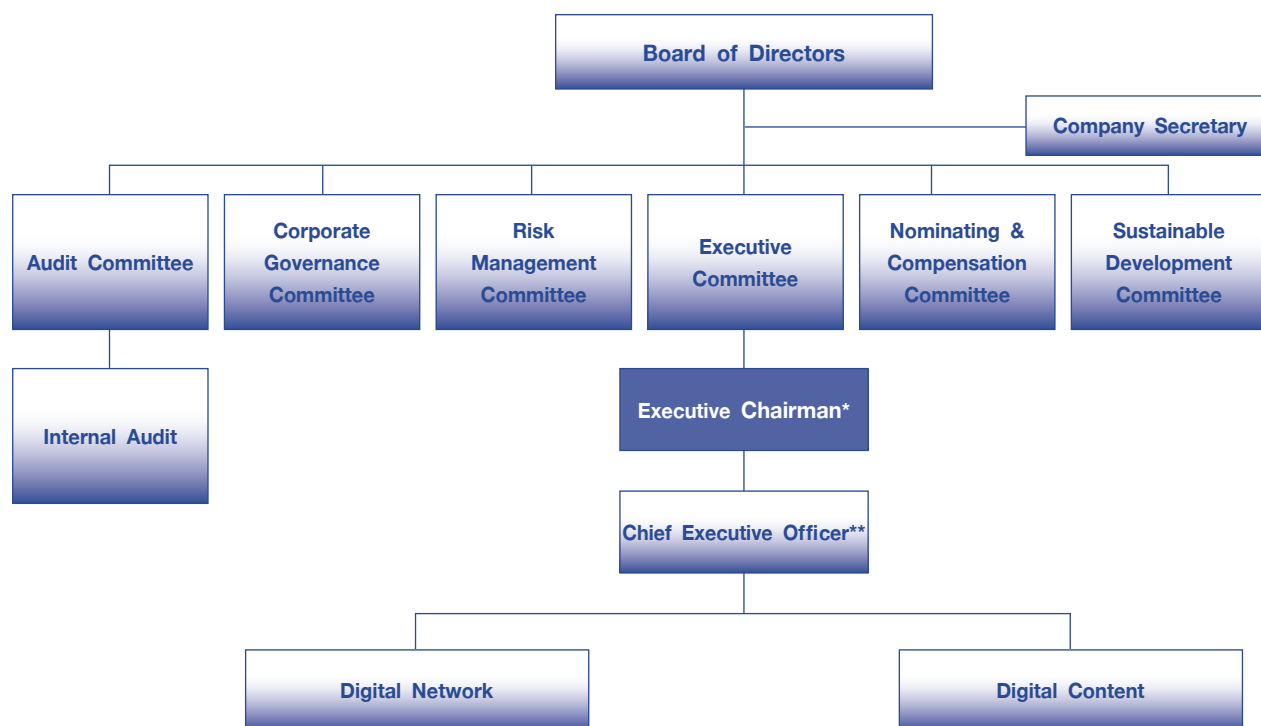 Board of Directors
Company Secretary
Audit Committee
Corporate
Governance
Committee
Risk
Management
Committee
Executive
Committee
Nominating &
Compensation
Committee
Sustainable
Development
Committee
Internal Audit
Executive Chairman*
Chief Executive Officer**
Digital Network
Digital Content